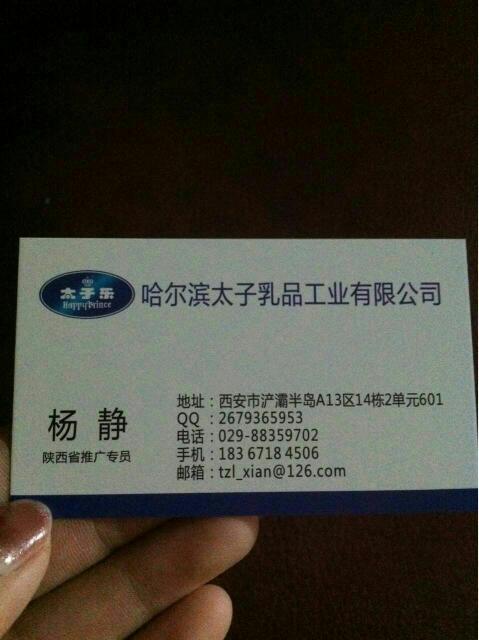 太子乐
HappyPrince
哈尔滨太子乳品工业有限公司
杨 静
陕西省推广专员
地址：西安市浐灞半岛A13区14栋2单元601
QQ：2679365953
电话：029-88359702
手机：183 6718 4506
邮箱：tzl_xian@126.com